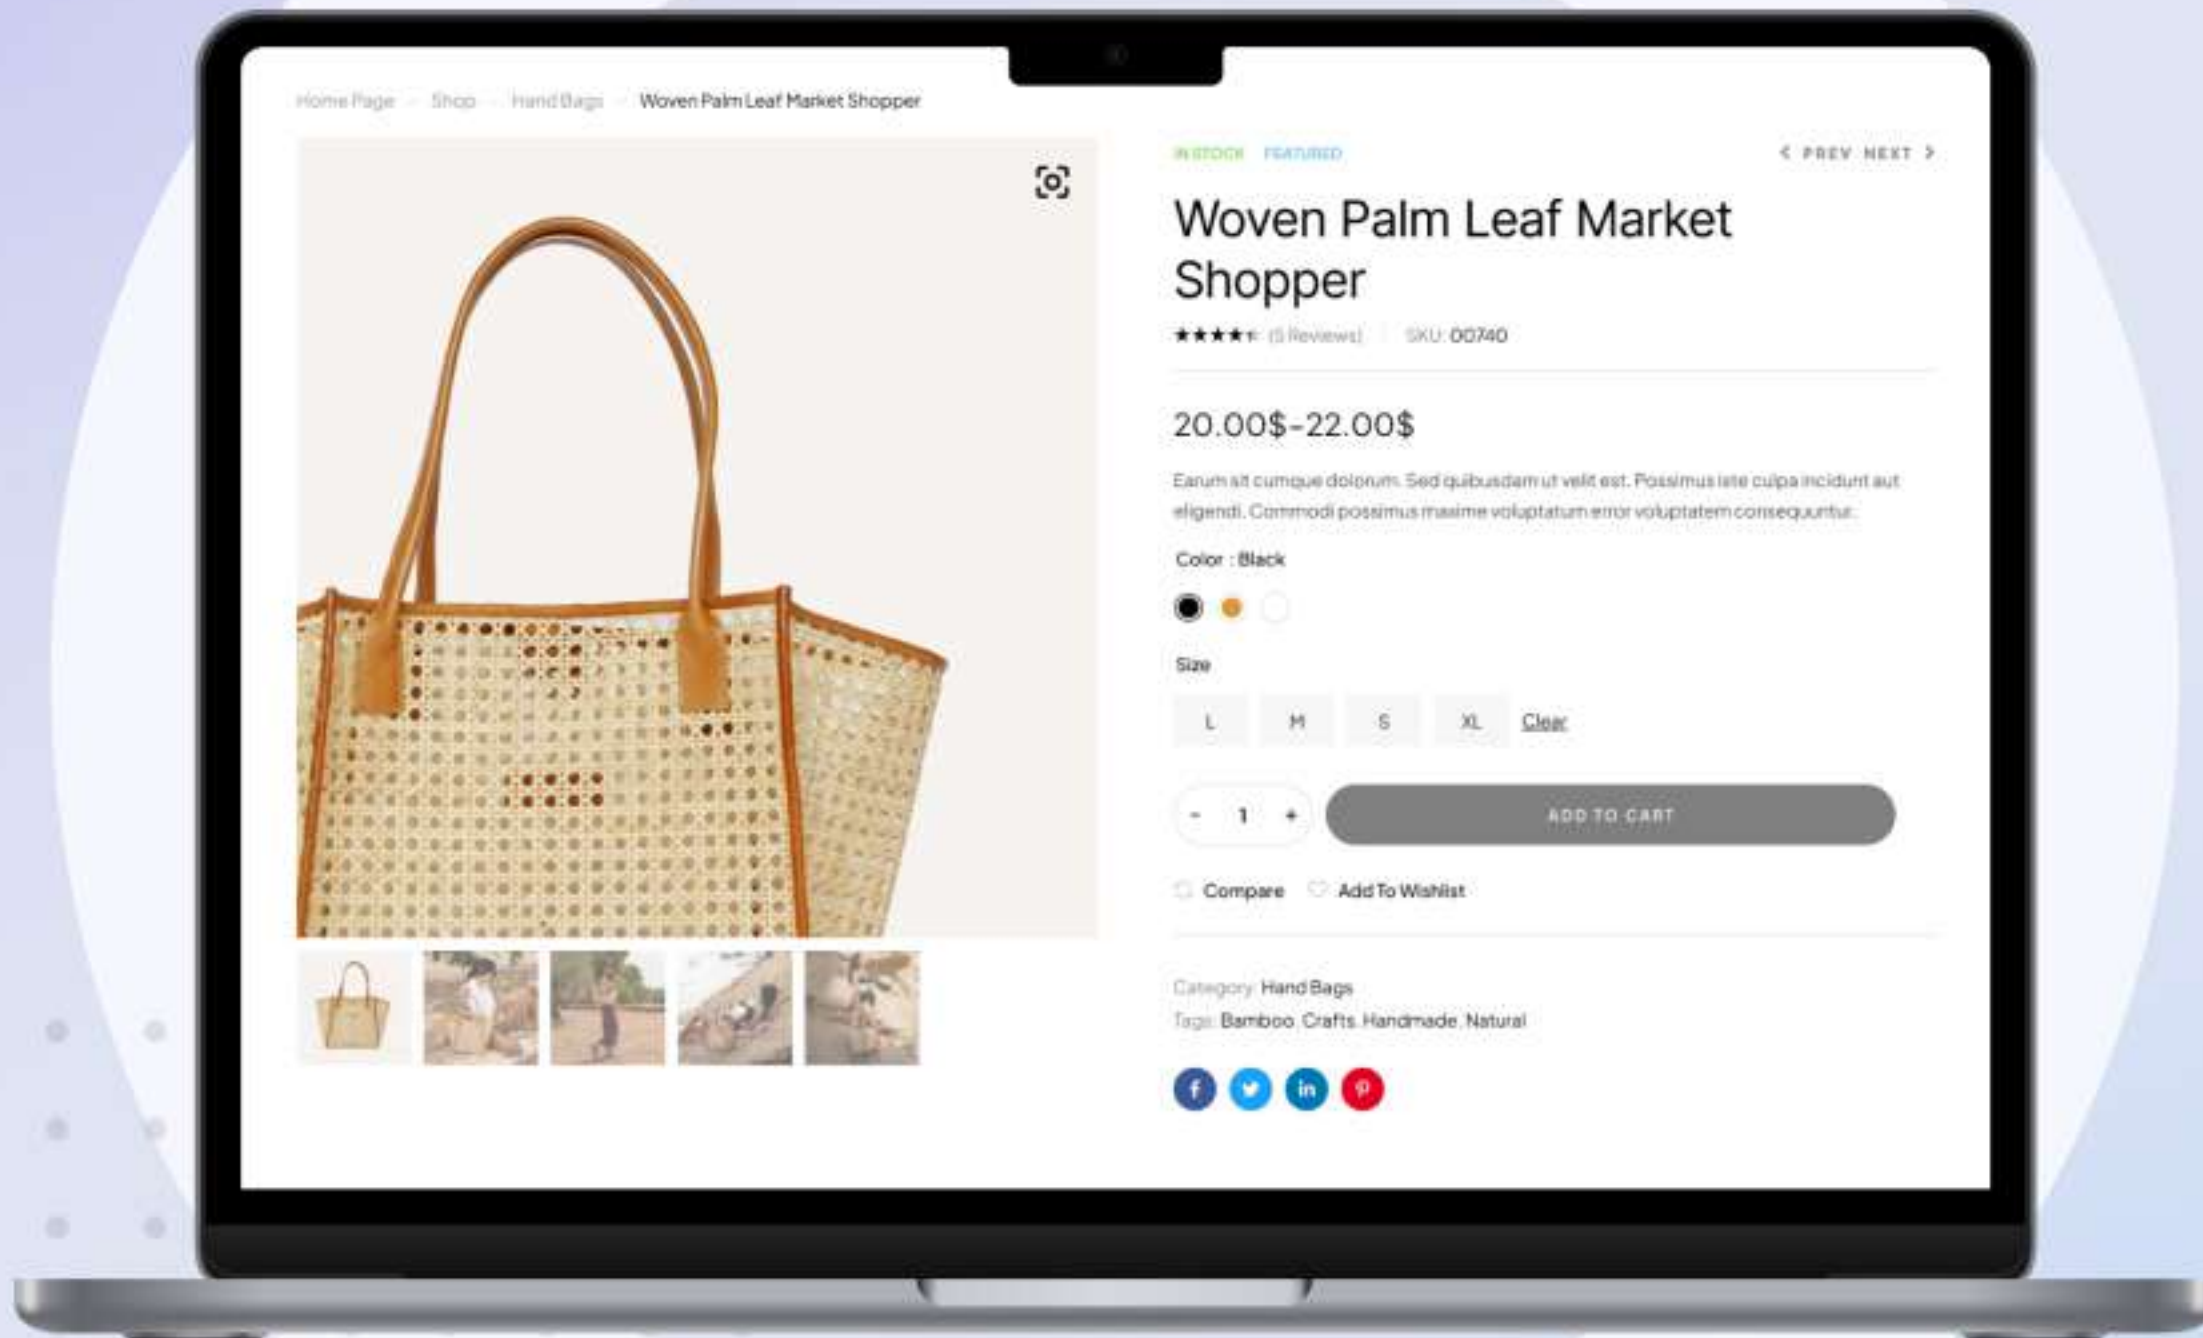 Home Page Shop Hand Bags Woven Palm Leaf Market Shopper
IN STOCK FEATURED
< PREV NEXT >
Woven Palm Leaf Market
Shopper
(5 Reviews) SKU: 00740
20.00$-22.00$
Earum sit cumque dolorum. Sed quibusdam ut velit est. Possimus iste culpa incidunt aut
eligendi. Commodi possimus maxime voluptatum error voluptatem consequuntur.
Color : Black
Size
L M S XL Clear
- 1 + ADD TO CART
Compare Add To Wishlist
Category: Hand Bags
Tags: Bamboo, Crafts, Handmade, Natural